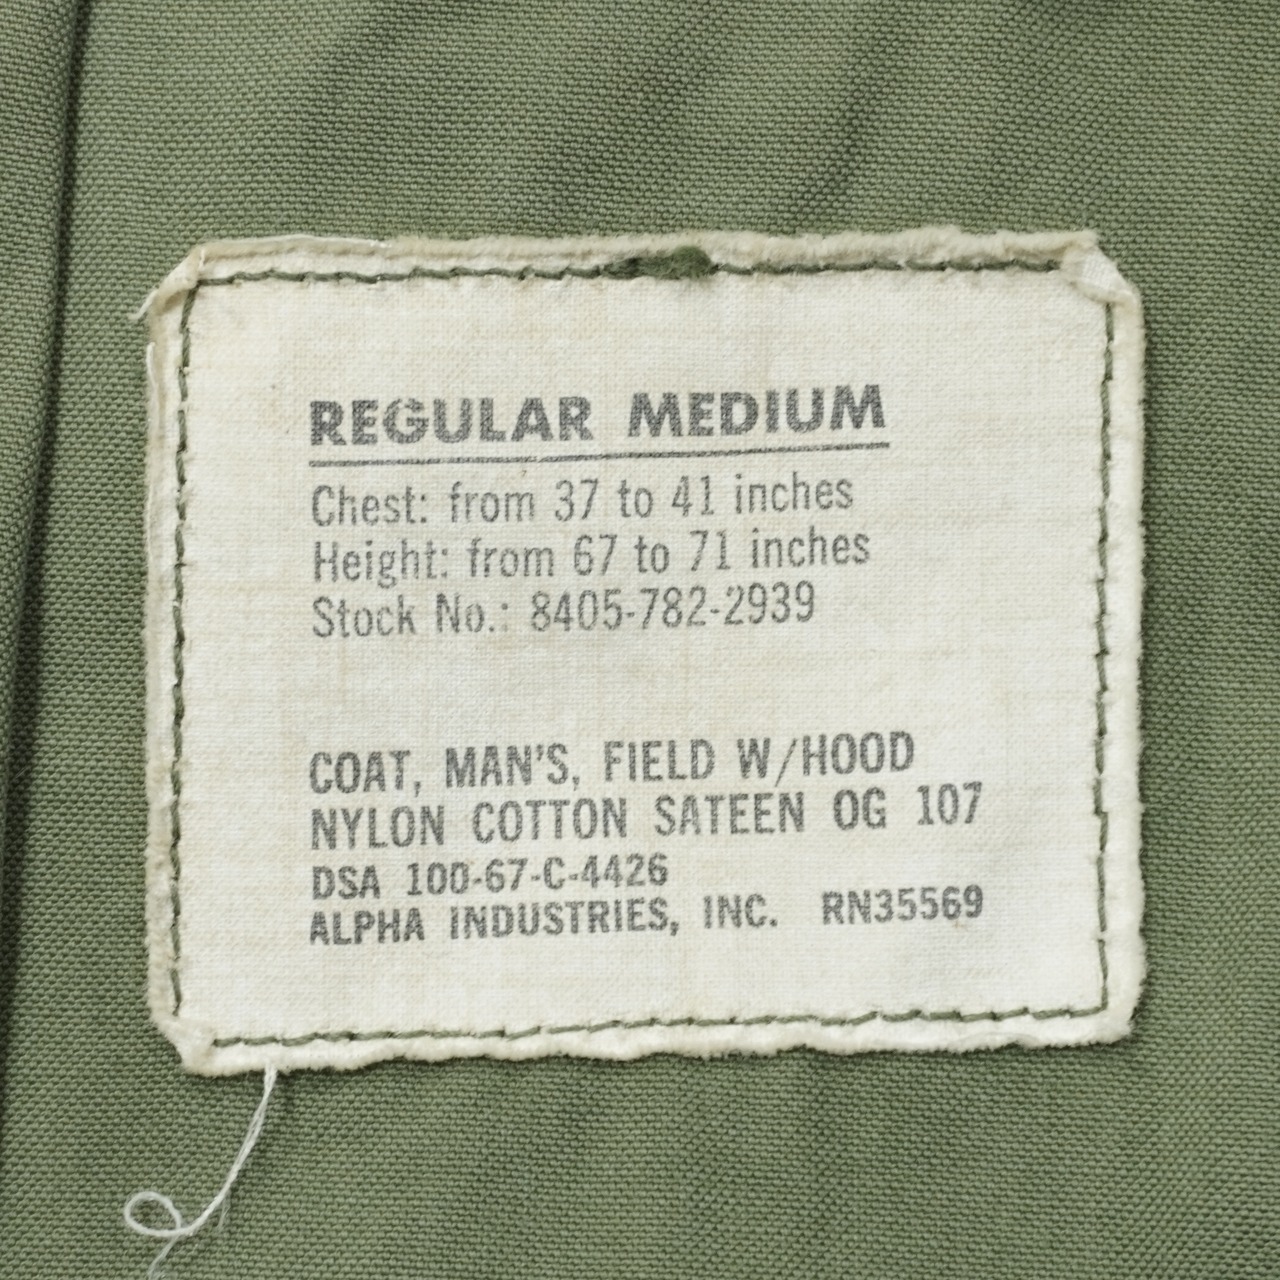 REGULAR MEDIUM
Chest: from 37 to 41 inches
Height: from 67 to 71 inches
Stock No.: 8405-782-2939
COAT, MAN'S, FIELD W/HOOD
NYLON COTTON SATEEN OG 107
DSA 100-67-C-4426
ALPHA INDUSTRIES, INC. RN35569